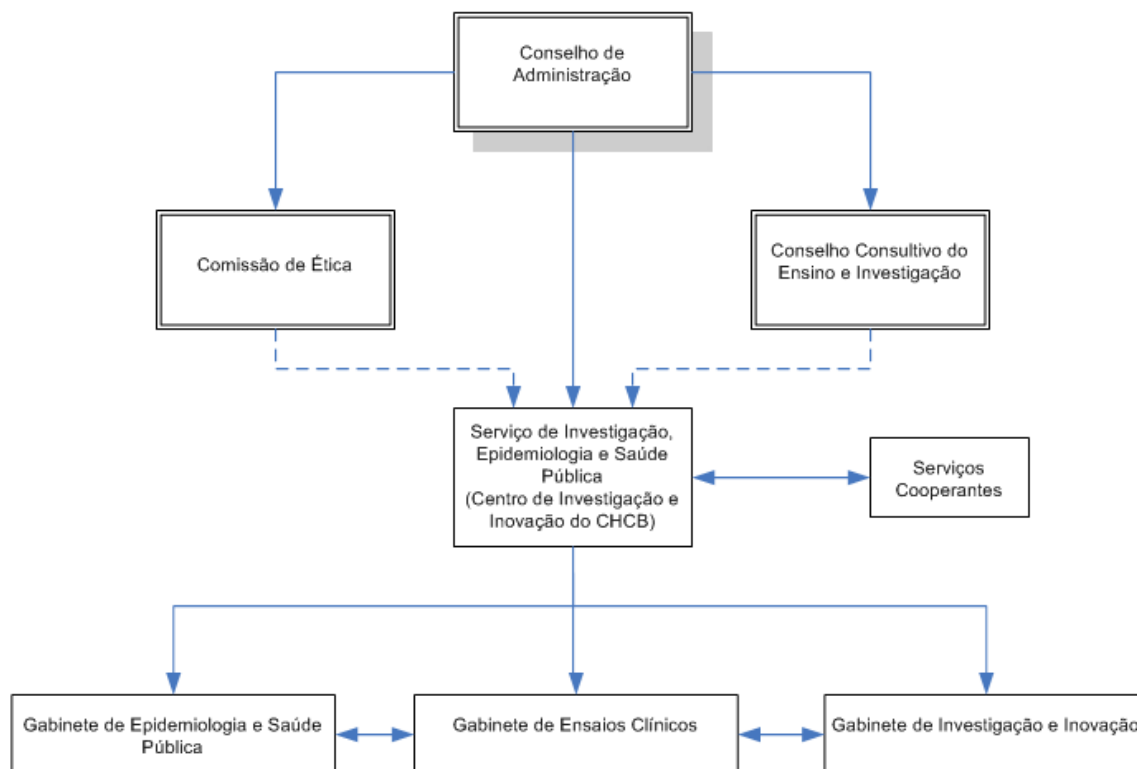 Conselho de
Administração
Comissão de Ética
Conselho Consultivo do
Ensino e Investigação
Serviço de Investigação,
Epidemiologia e Saúde
Pública
(Centro de Investigação e
Inovação do CHCB)
Serviços
Cooperantes
Gabinete de Epidemiologia e Saúde
Pública
Gabinete de Ensaios Clínicos
Gabinete de Investigação e Inovação